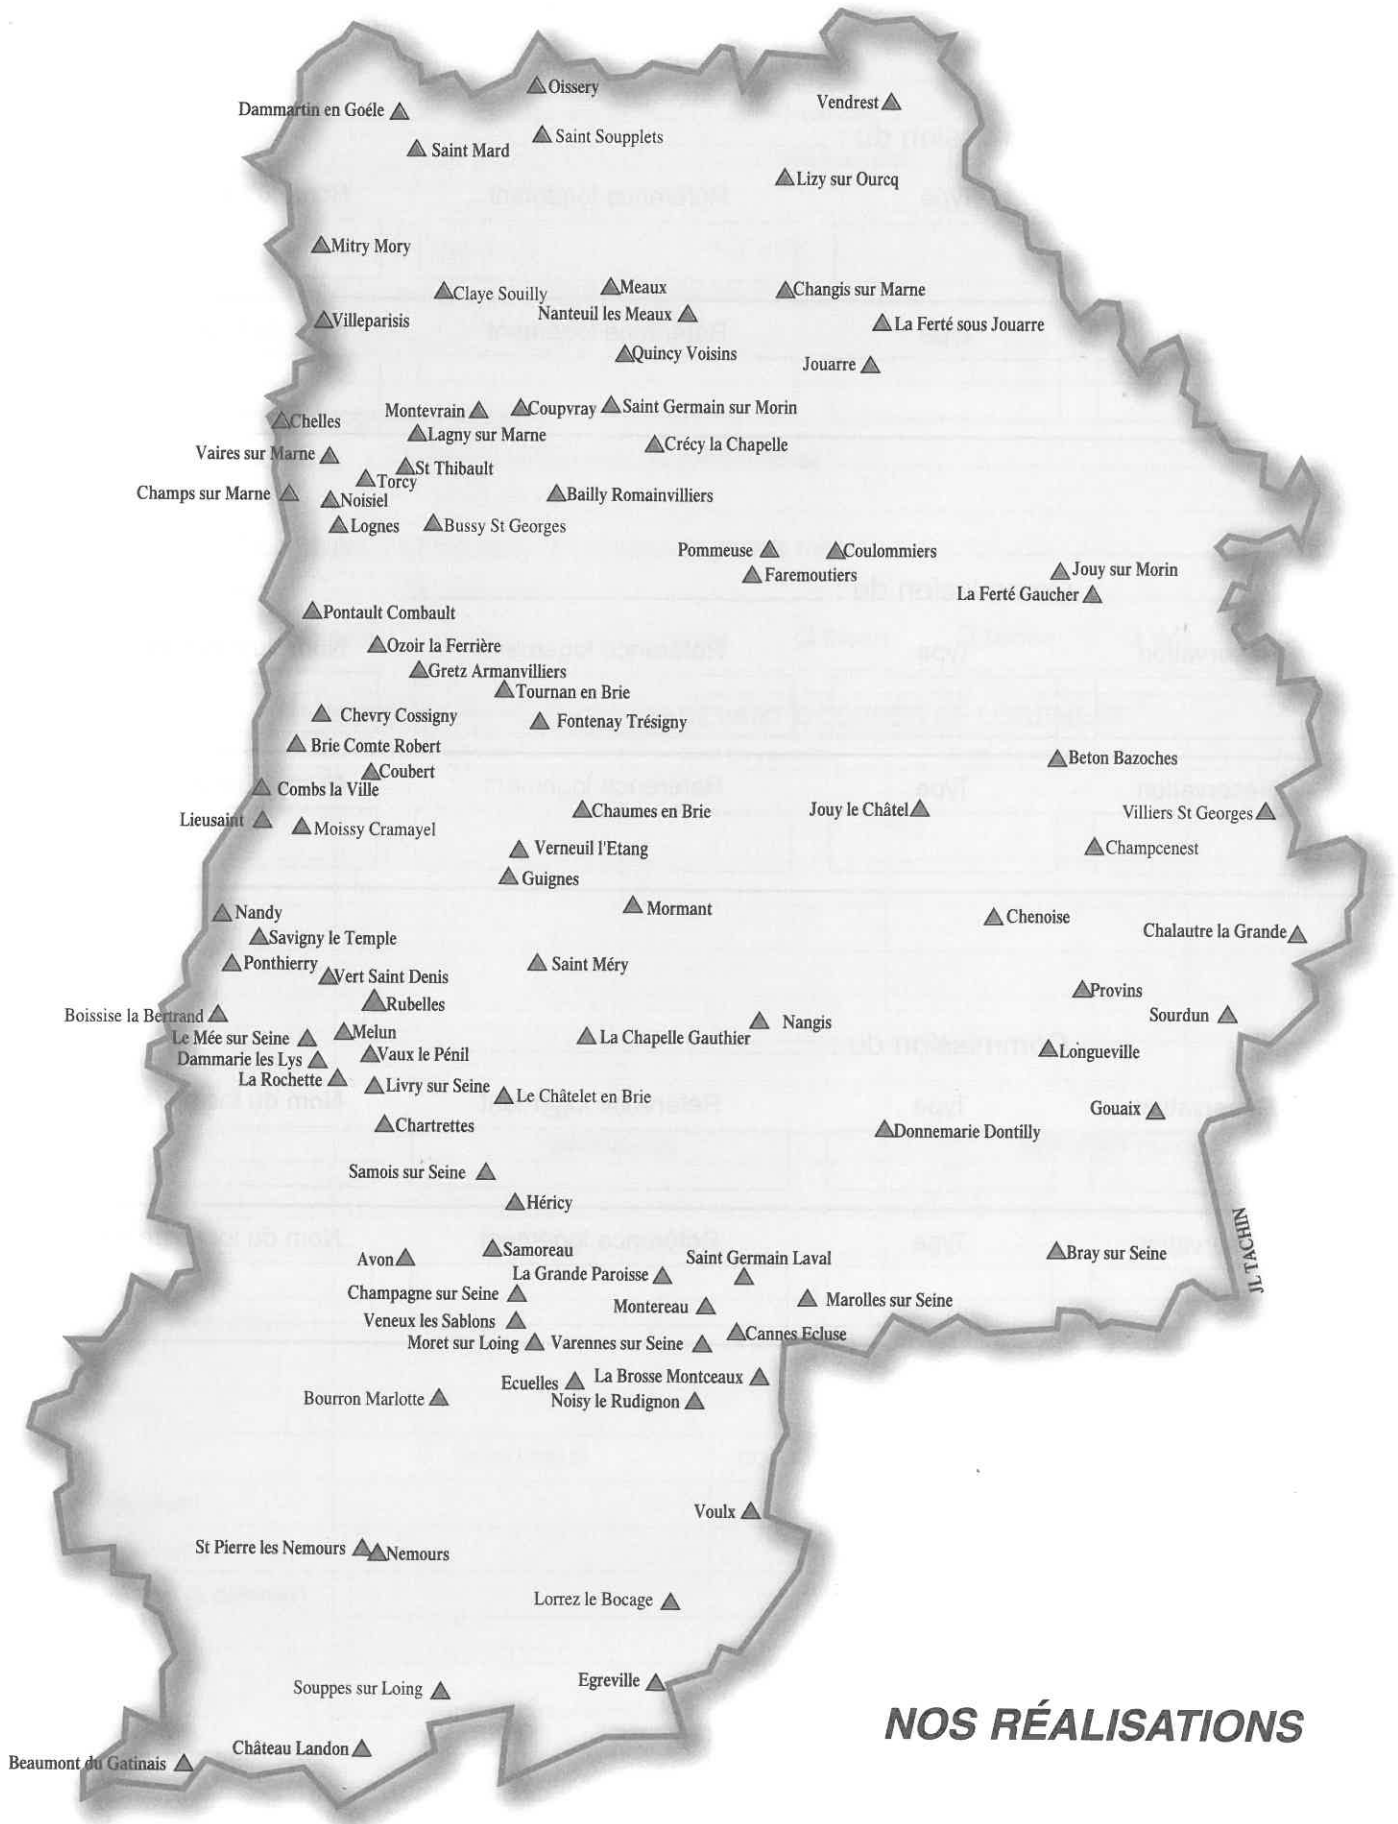 Oissery
Vendrest
Dammartin en Goéle
Saint Soupplets
Saint Mard
Lizy sur Ourcq
Mitry Mory
Meaux
Changis sur Marne
Claye Souilly
Nanteuil les Meaux
Villeparisis
La Ferté sous Jouarre
Quincy Voisins
Jouarre
Montevrain
Coupvray
Saint Germain sur Morin
Chelles
Lagny sur Marne
Crécy la Chapelle
Vaires sur Marne
St Thibault
Torcy
Champs sur Marne
Noisiel
Bailly Romainvilliers
Lognes
Bussy St Georges
Pommeuse
Coulommiers
Faremoutiers
Jouy sur Morin
La Ferté Gaucher
Pontault Combault
Ozoir la Ferrière
Gretz Armanvilliers
Tournan en Brie
Chevry Cossigny
Fontenay Trésigny
Brie Comte Robert
Beton Bazoches
Coubert
Combs la Ville
Chaumes en Brie
Jouy le Châtel
Villiers St Georges
Lieusaint
Moissy Cramayel
Verneuil l'Etang
Champcenest
Guignes
Mormant
Nandy
Chenoise
Chalautre la Grande
Savigny le Temple
Ponthierry
Saint Méry
Vert Saint Denis
Provins
Rubelles
Boissise la Bertrand
Sourdun
Nangis
Le Mée sur Seine
Melun
La Chapelle Gauthier
Dammarie les Lys
Vaux le Pénil
Longueville
La Rochette
Livry sur Seine
Le Châtelet en Brie
Gouaix
Chartrettes
Donnemarie Dontilly
Samois sur Seine
Héricy
JL TACHIN
Avon
Samoreau
Saint Germain Laval
Bray sur Seine
La Grande Paroisse
Champagne sur Seine
Montereau
Marolles sur Seine
Veneux les Sablons
Cannes Ecluse
Moret sur Loing
Varennes sur Seine
Ecuelles
La Brosse Montceaux
Bourron Marlotte
Noisy le Rudignon
Voulx
St Pierre les Nemours
Nemours
Lorrez le Bocage
Souppes sur Loing
Egreville
NOS RÉALISATIONS
Château Landon
Beaumont du Gatinais